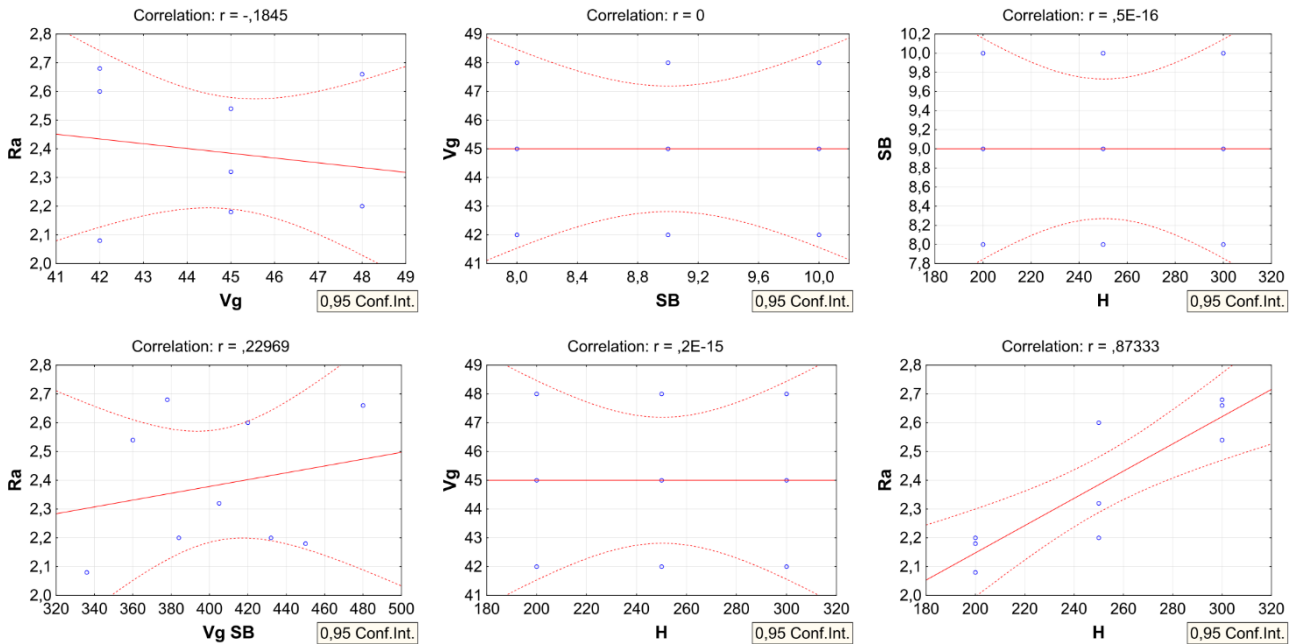 Correlation: r = -,1845
2,8
2,7
2,6
2,5
2,4
2,3
2,2
2,1
2,0
Ra
41 42 43 44 45 46 47 48 49
Vg
0,95 Conf.Int.
Correlation: r = 0
49
48
47
46
45
44
43
42
41
Vg
8,0 8,4 8,8 9,2 9,6 10,0
SB
0,95 Conf.Int.
Correlation: r = ,5E-16
10,2
10,0
9,8
9,6
9,4
9,2
9,0
8,8
8,6
8,4
8,2
8,0
7,8
SB
180 200 220 240 260 280 300 320
H
0,95 Conf.Int.
Correlation: r = ,22969
2,8
2,7
2,6
2,5
2,4
2,3
2,2
2,1
2,0
Ra
320 340 360 380 400 420 440 460 480 500
Vg SB
0,95 Conf.Int.
Correlation: r = ,2E-15
49
48
47
46
45
44
43
42
41
Vg
180 200 220 240 260 280 300 320
H
0,95 Conf.Int.
Correlation: r = ,87333
2,8
2,7
2,6
2,5
2,4
2,3
2,2
2,1
2,0
Ra
180 200 220 240 260 280 300 320
H
0,95 Conf.Int.